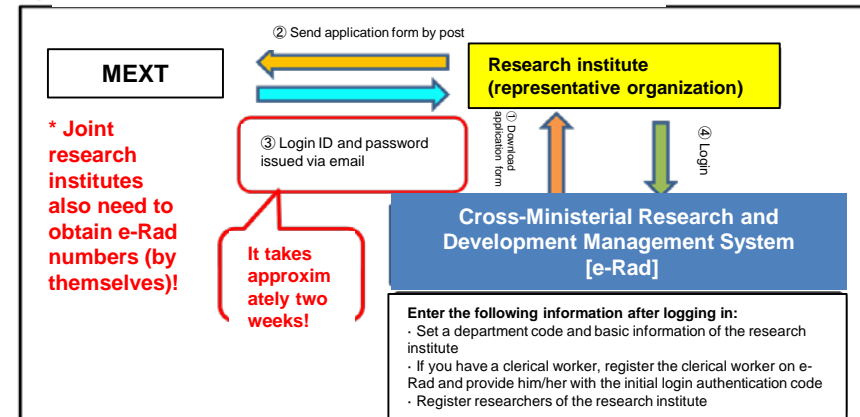 ② Send application form by post
MEXT
Research institute
(representative organization)
① Download
application form
④ Login
③ Login ID and password
issued via email
* Joint
research
institutes
also need to
obtain e-Rad
numbers (by
themselves)!
It takes
approxim
ately two
weeks!
Cross-Ministerial Research and
Development Management System
[e-Rad]
Enter the following information after logging in:
· Set a department code and basic information of the research
institute
· If you have a clerical worker, register the clerical worker on e-
Rad and provide him/her with the initial login authentication code
· Register researchers of the research institute